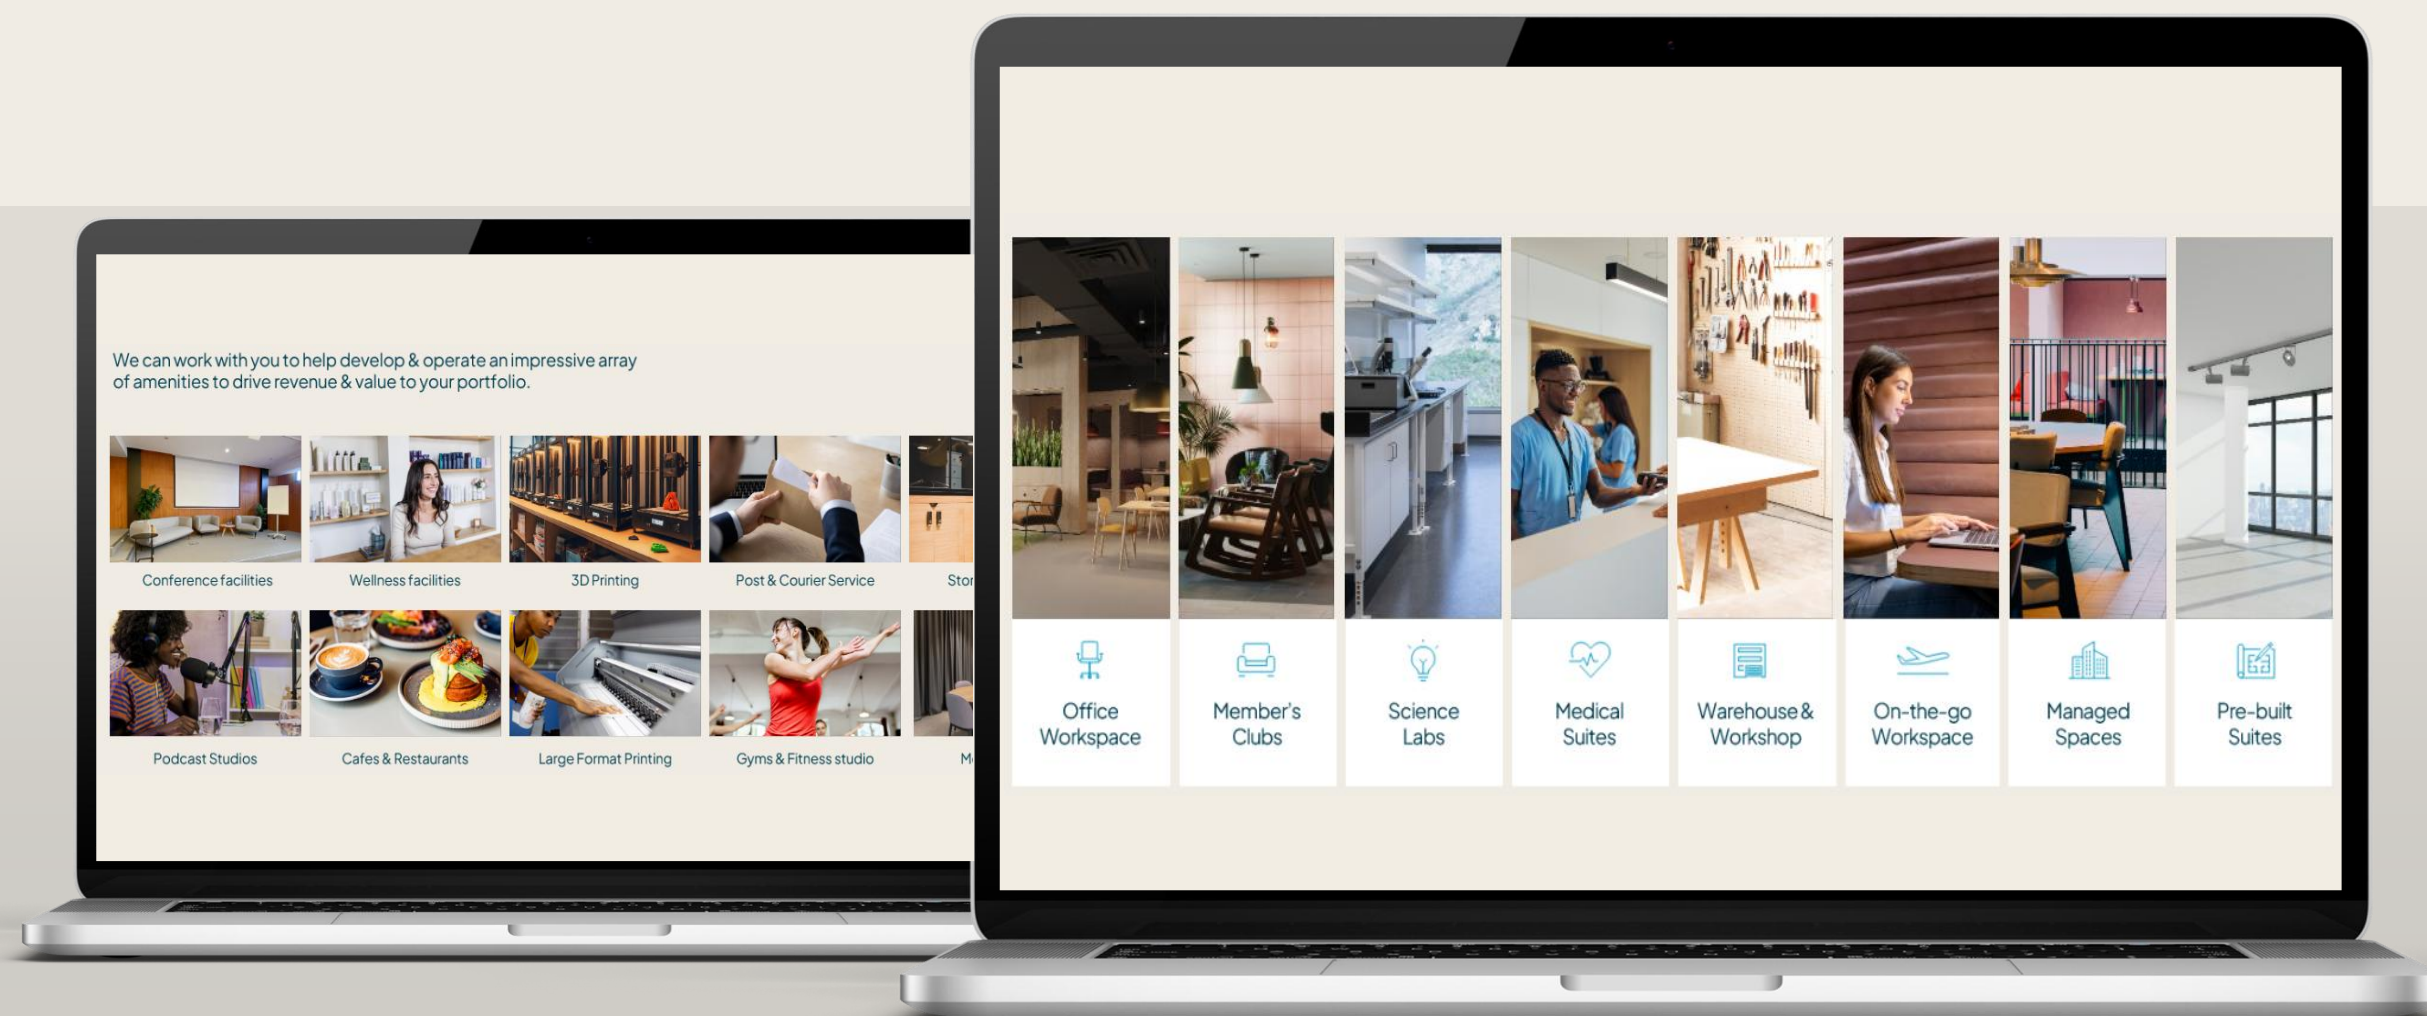 We can work with you to help develop & operate an impressive array
of amenities to drive revenue & value to your portfolio.
Conference facilities
Wellness facilities
3D Printing
Post & Courier Service
Podcast Studios
Cafes & Restaurants
Large Format Printing
Gyms & Fitness studio
Office
Workspace
Member's
Clubs
Science
Labs
Medical
Suites
Warehouse &
Workshop
On-the-go
Workspace
Managed
Spaces
Pre-built
Suites